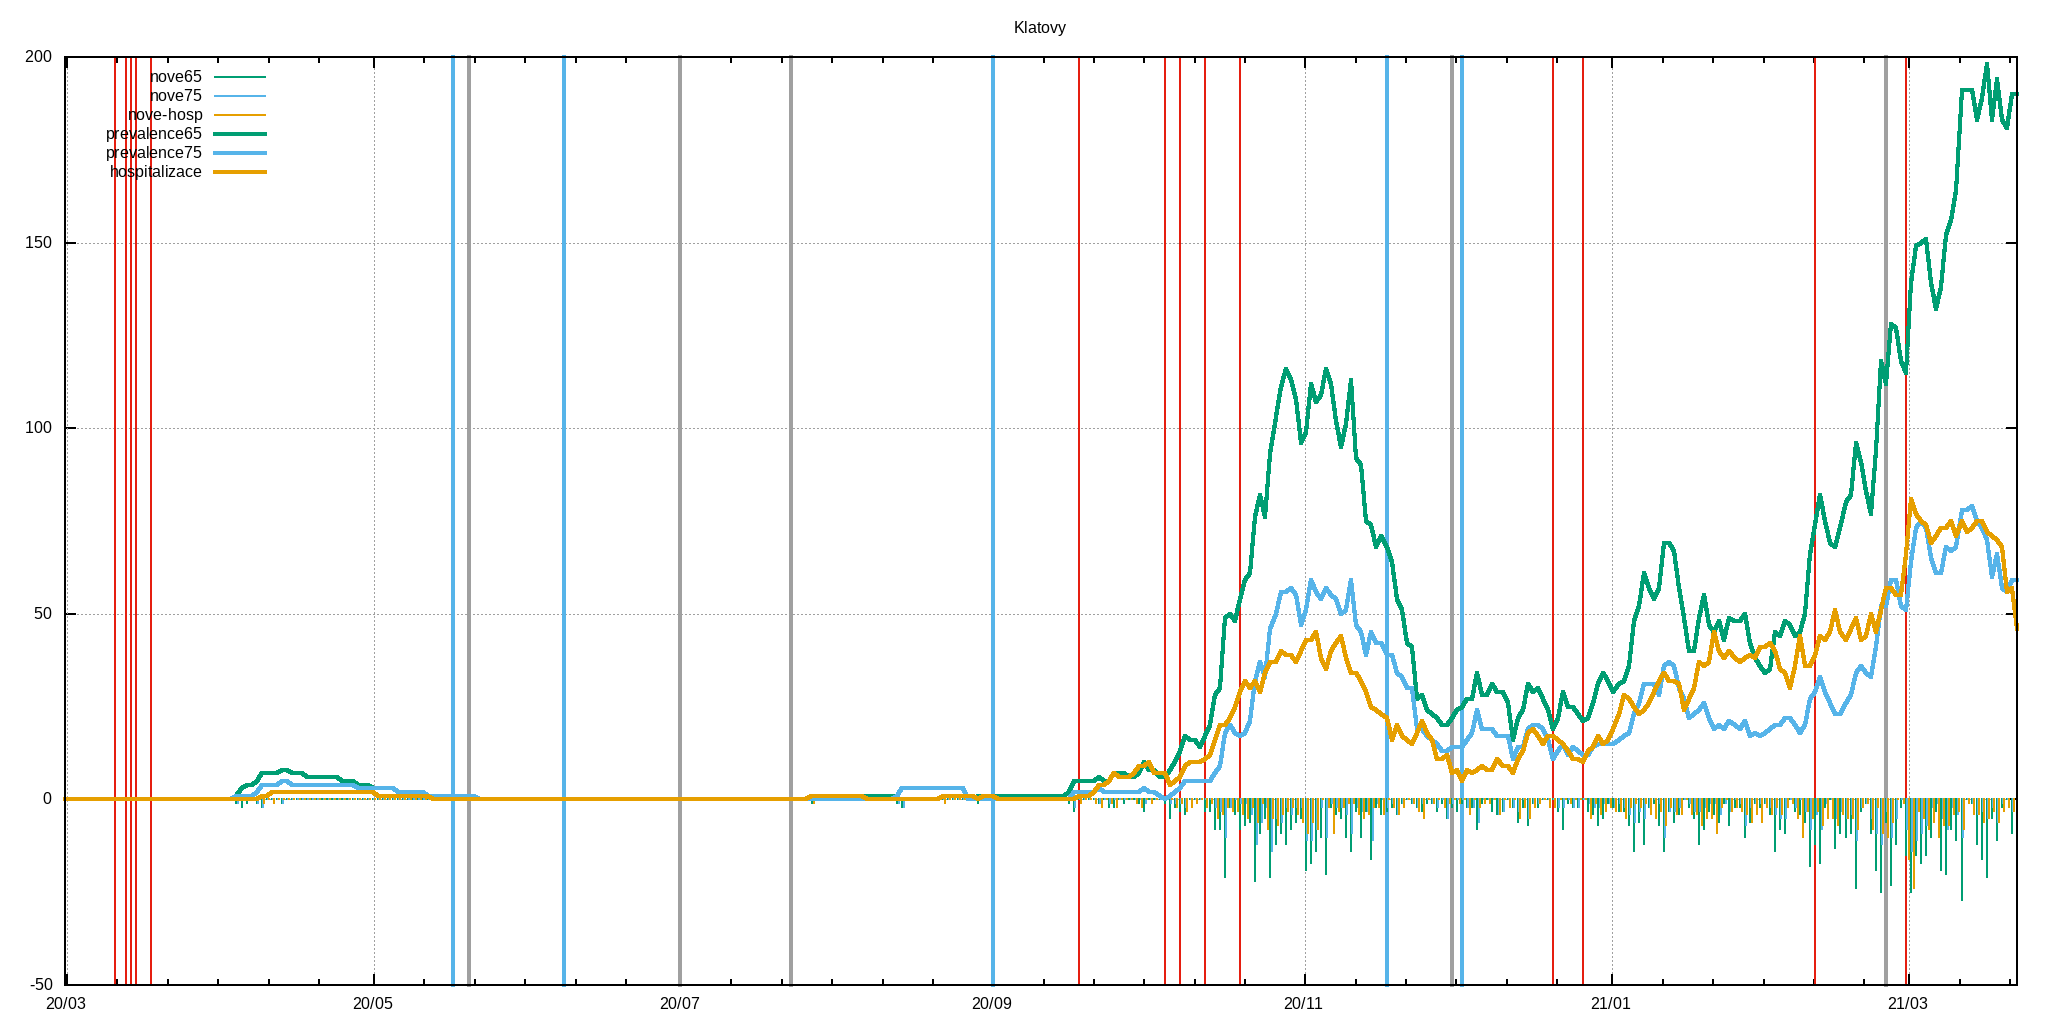 Klatovy
200
nove65
nove75
nove-hosp
prevalence65
prevalence75
hospitalizace
150
100
50
0
-50
20/03 20/05 20/07 20/09 20/11 21/01 21/03